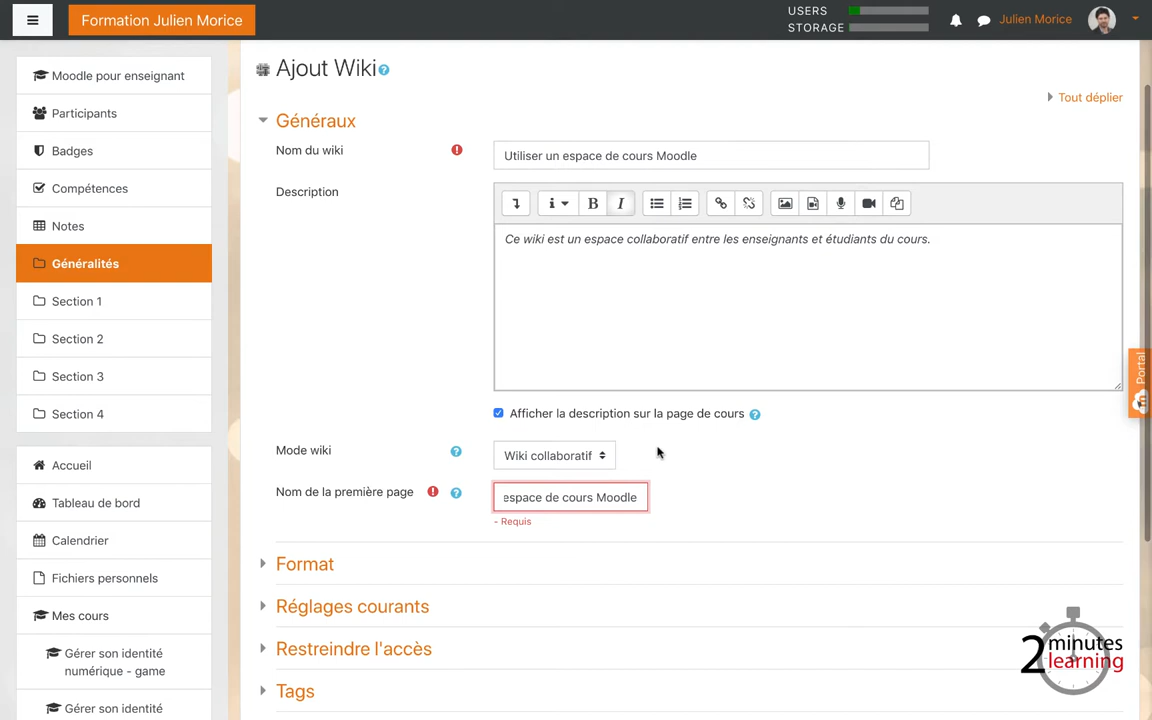 Formation Julien Morice
USERS
STORAGE
Julien Morice
Moodle pour enseignant
Participants
Badges
Compétences
Notes
Généralités
Section 1
Section 2
Section 3
Section 4
Accueil
Tableau de bord
Calendrier
Fichiers personnels
Mes cours
Gérer son identité
numérique - game
Gérer son identité
Ajout Wiki
Tout déplier
Généraux
Nom du wiki
Utiliser un espace de cours Moodle
Description
Ce wiki est un espace collaboratif entre les enseignants et étudiants du cours.
Afficher la description sur la page de cours
Mode wiki
Wiki collaboratif
Nom de la première page
espace de cours Moodle
- Requis
Format
Réglages courants
Restreindre l'accès
Tags
Portal
2 minutes
learning